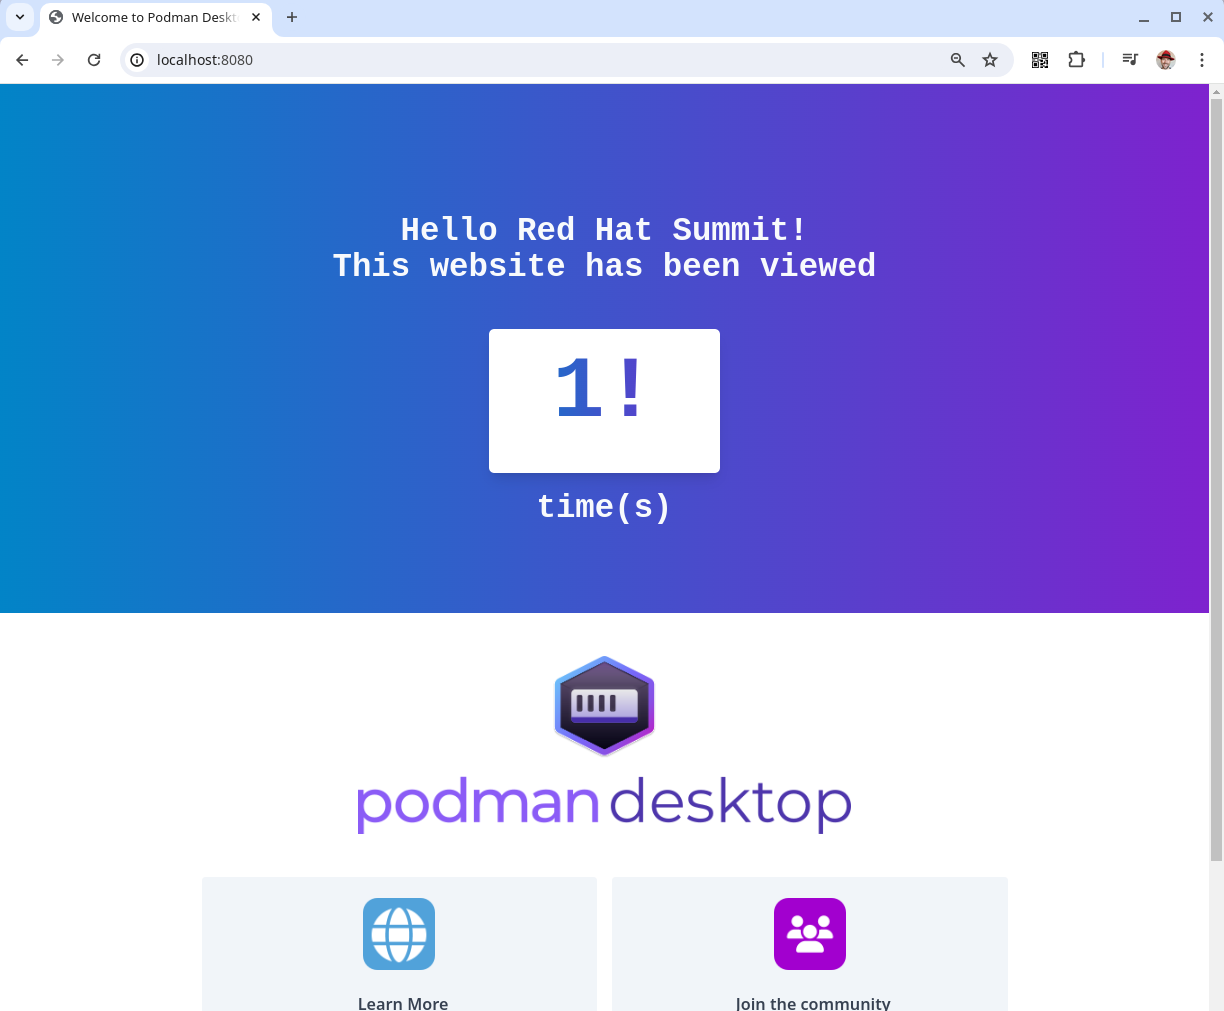 Welcome to Podman Deskt
localhost:8080
Hello Red Hat Summit!
This website has been viewed
1!
time(s)
podman desktop
Learn More
Join the community